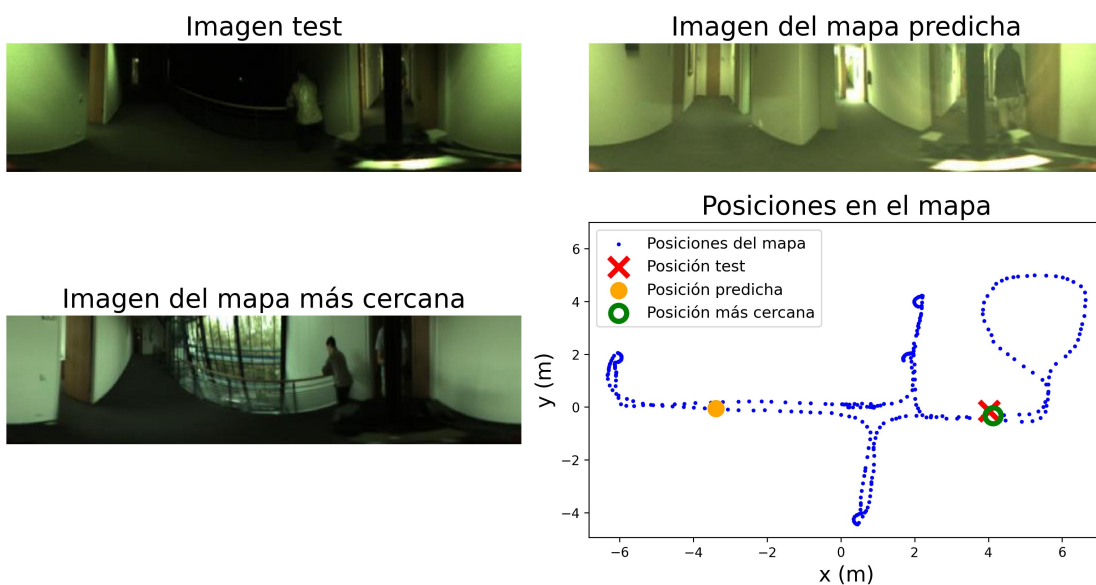 Imagen test
Imagen del mapa predicha
Imagen del mapa más cercana
Posiciones en el mapa
Posiciones del mapa
Posición test
Posición predicha
Posición más cercana
y (m)
6
4
2
0
−2
−4
−6
−4
−2
0
2
4
6
x (m)